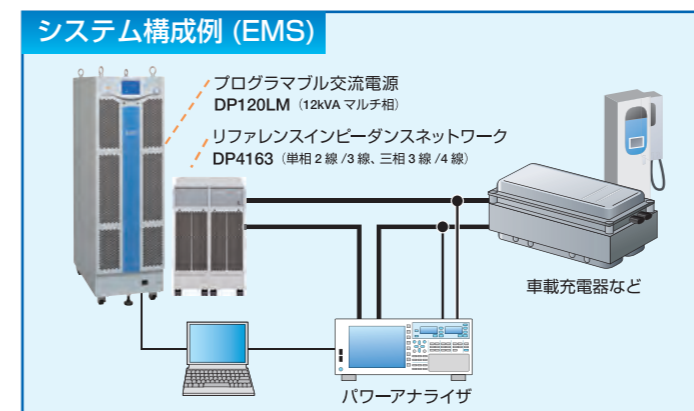 システム構成例 (EMS)
プログラマブル交流電源
DP120LM（12kVA マルチ相）
リファレンスインピーダンスネットワーク
DP4163（単相 2 線 /3 線、三相 3 線 /4 線）
車載充電器など
パワーアナライザ